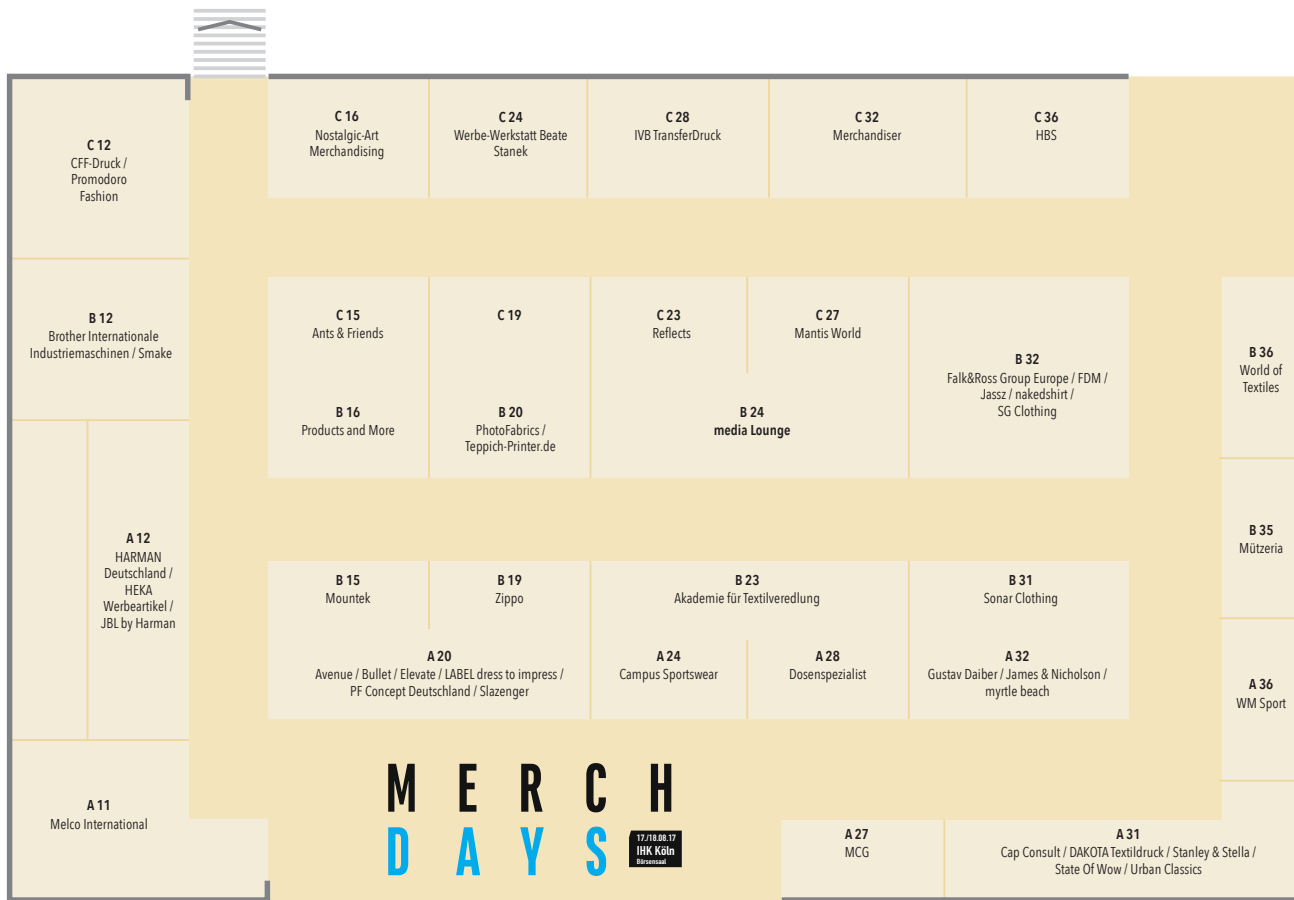 C 12
CFF-Druck /
Promodoro
Fashion
C 16
Nostalgic-Art
Merchandising
C 24
Werbe-Werkstatt Beate
Stanek
C 28
IVB TransferDruck
C 32
Merchandiser
C 36
HBS
B 12
Brother Internationale
Industriemaschinen / Smake
C 15
Ants & Friends
C 19
C 23
Reflects
C 27
Mantis World
B 32
Falk&Ross Group Europe / FDM /
Jassz / nakedshirt /
SG Clothing
B 36
World of
Textiles
B 16
Products and More
B 20
PhotoFabrics /
Teppich-Printer.de
B 24
media Lounge
A 12
HARMAN
Deutschland /
HEKA
Werbeartikel /
JBL by Harman
B 35
Mützeria
B 15
Mountek
B 19
Zippo
B 23
Akademie für Textilveredlung
B 31
Sonar Clothing
A 20
Avenue / Bullet / Elevate / LABEL dress to impress /
PF Concept Deutschland / Slazenger
A 24
Campus Sportswear
A 28
Dosenspezialist
A 32
Gustav Daiber / James & Nicholson /
myrtle beach
A 36
WM Sport
A 11
Melco International
MERCH
DAYS
17./18.08.17
IHK Köln
Börsensaal
A 27
MCG
A 31
Cap Consult / DAKOTA Textildruck / Stanley & Stella /
State Of Wow / Urban Classics